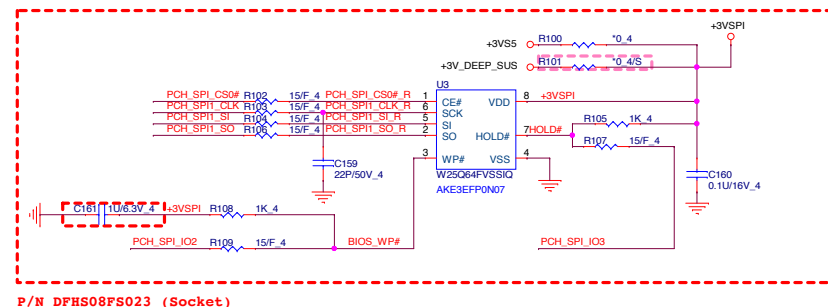 +3VSPI
+3VS5 R100 *0_4
+3V_DEEP_SUS R101 *0_4/S
U3
PCH_SPI_CS0# R102 15/F_4 PCH_SPI_CS0#_R 1 CE# VDD 8 +3VSPI
PCH_SPI1_CLK R103 15/F_4 PCH_SPI1_CLK_R 6 SCK
PCH_SPI1_SI R104 15/F_4 PCH_SPI1_SI_R 5 SI
PCH_SPI1_SO R106 15/F_4 PCH_SPI1_SO_R 2 SO HOLD# 7 HOLD#
R105 1K_4
R107 15/F_4
3 WP# VSS 4
C159
22P/50V_4
W25Q64FVSSIQ
AKE3EFP0N07
C160
0.1U/16V_4
C161 1U/6.3V_4 +3VSPI R108 1K_4
PCH_SPI_IO2 R109 15/F_4 BIOS_WP# PCH_SPI_IO3
P/N DFHS08FS023 (Socket)